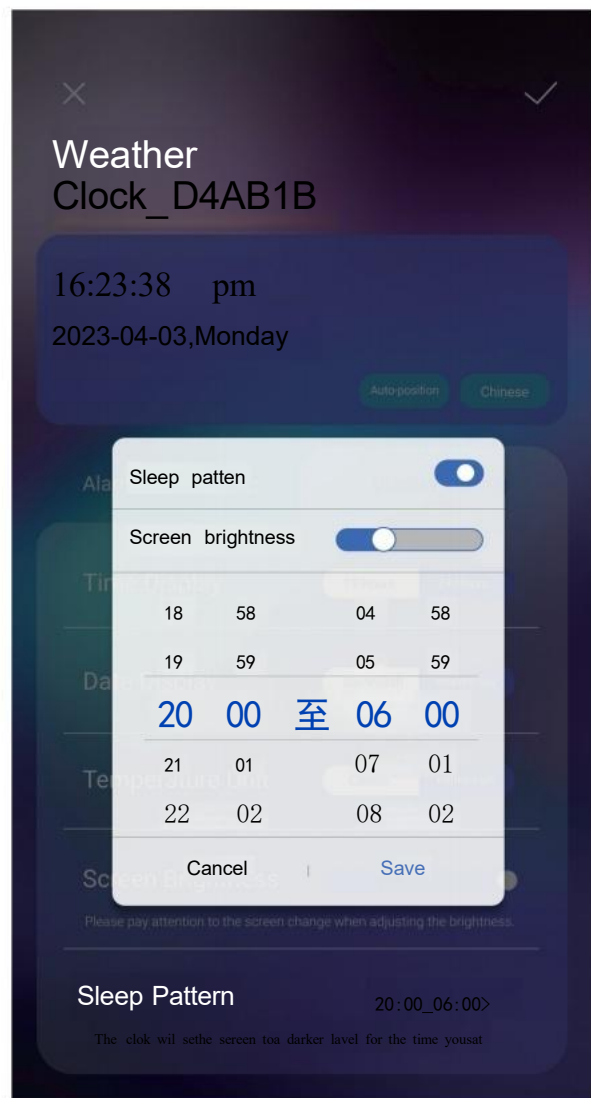 Weather
Clock_D4AB1B
16:23:38 pm
2023-04-03,Monday
Auto-position Chinese
Sleep patten
Screen brightness
18 58 04 58
19 59 05 59
20 00 至 06 00
21 01 07 01
22 02 08 02
Cancel Save
Please pay attention to the screen change when adjusting the brightness.
Sleep Pattern 20:00_06:00>
The clok wil sethe sereen toa darker lavel for the time yousat